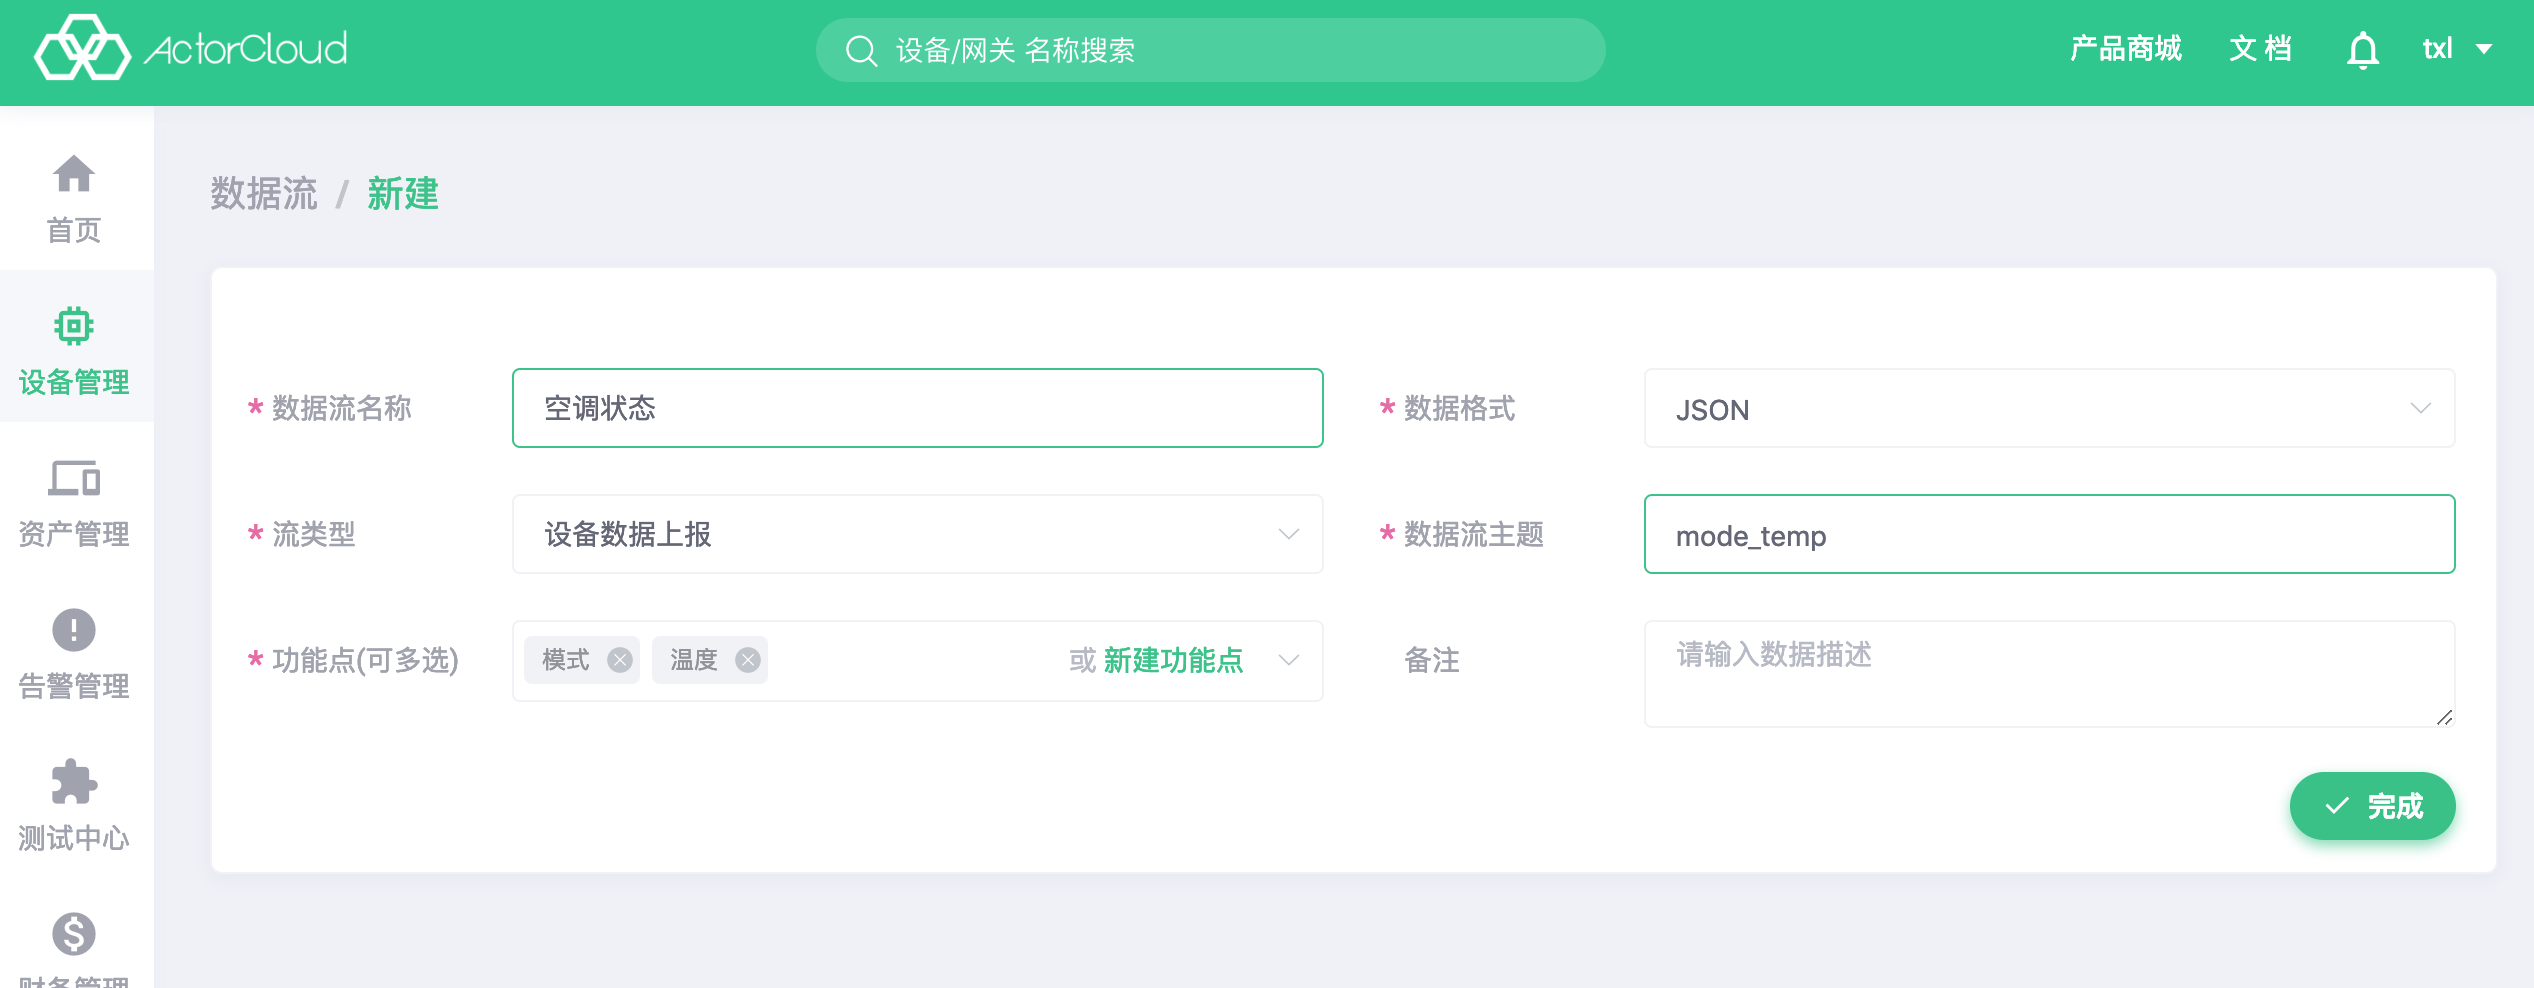 ActorCloud
设备/网关 名称搜索
产品商城
文 档
txl
首页
设备管理
资产管理
告警管理
测试中心
财务管理
数据流 / 新建
* 数据流名称
空调状态
* 数据格式
JSON
* 流类型
设备数据上报
* 数据流主题
mode_temp
* 功能点(可多选)
模式
温度
或 新建功能点
备注
请输入数据描述
完成